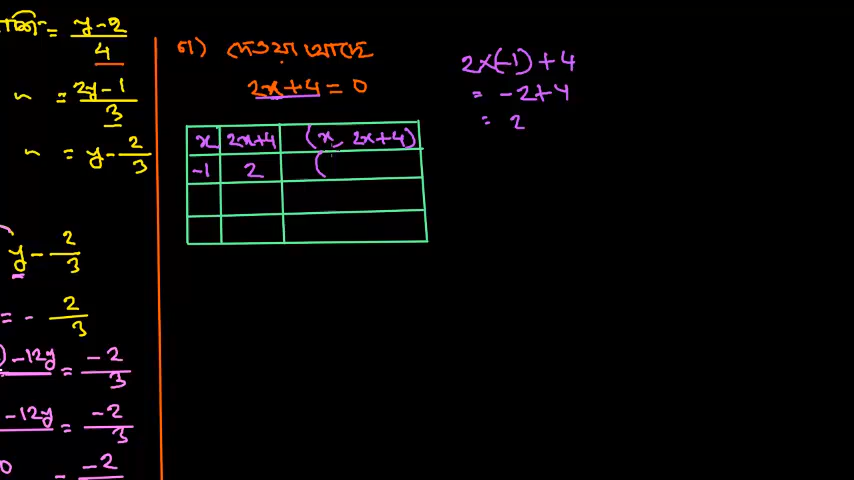 = y-2/4
" = 2y-1/3
" = y-2/3
y-2/3
= -2/3
) -12y = -2/3
-12y = -2/3
-2
গ) দেওয়া আছে
2x+4 = 0
x 2x+4 (x, 2x+4)
-1 2 (
2×(-1)+4
= -2+4
= 2